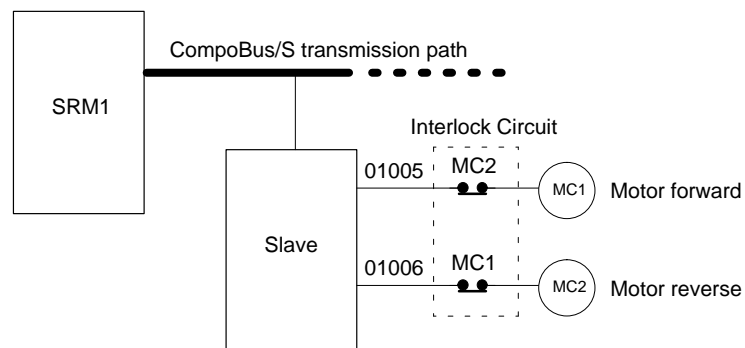 CompoBus/S transmission path
SRM1
Interlock Circuit
01005
MC2
MC1
Motor forward
Slave
01006
MC1
MC2
Motor reverse